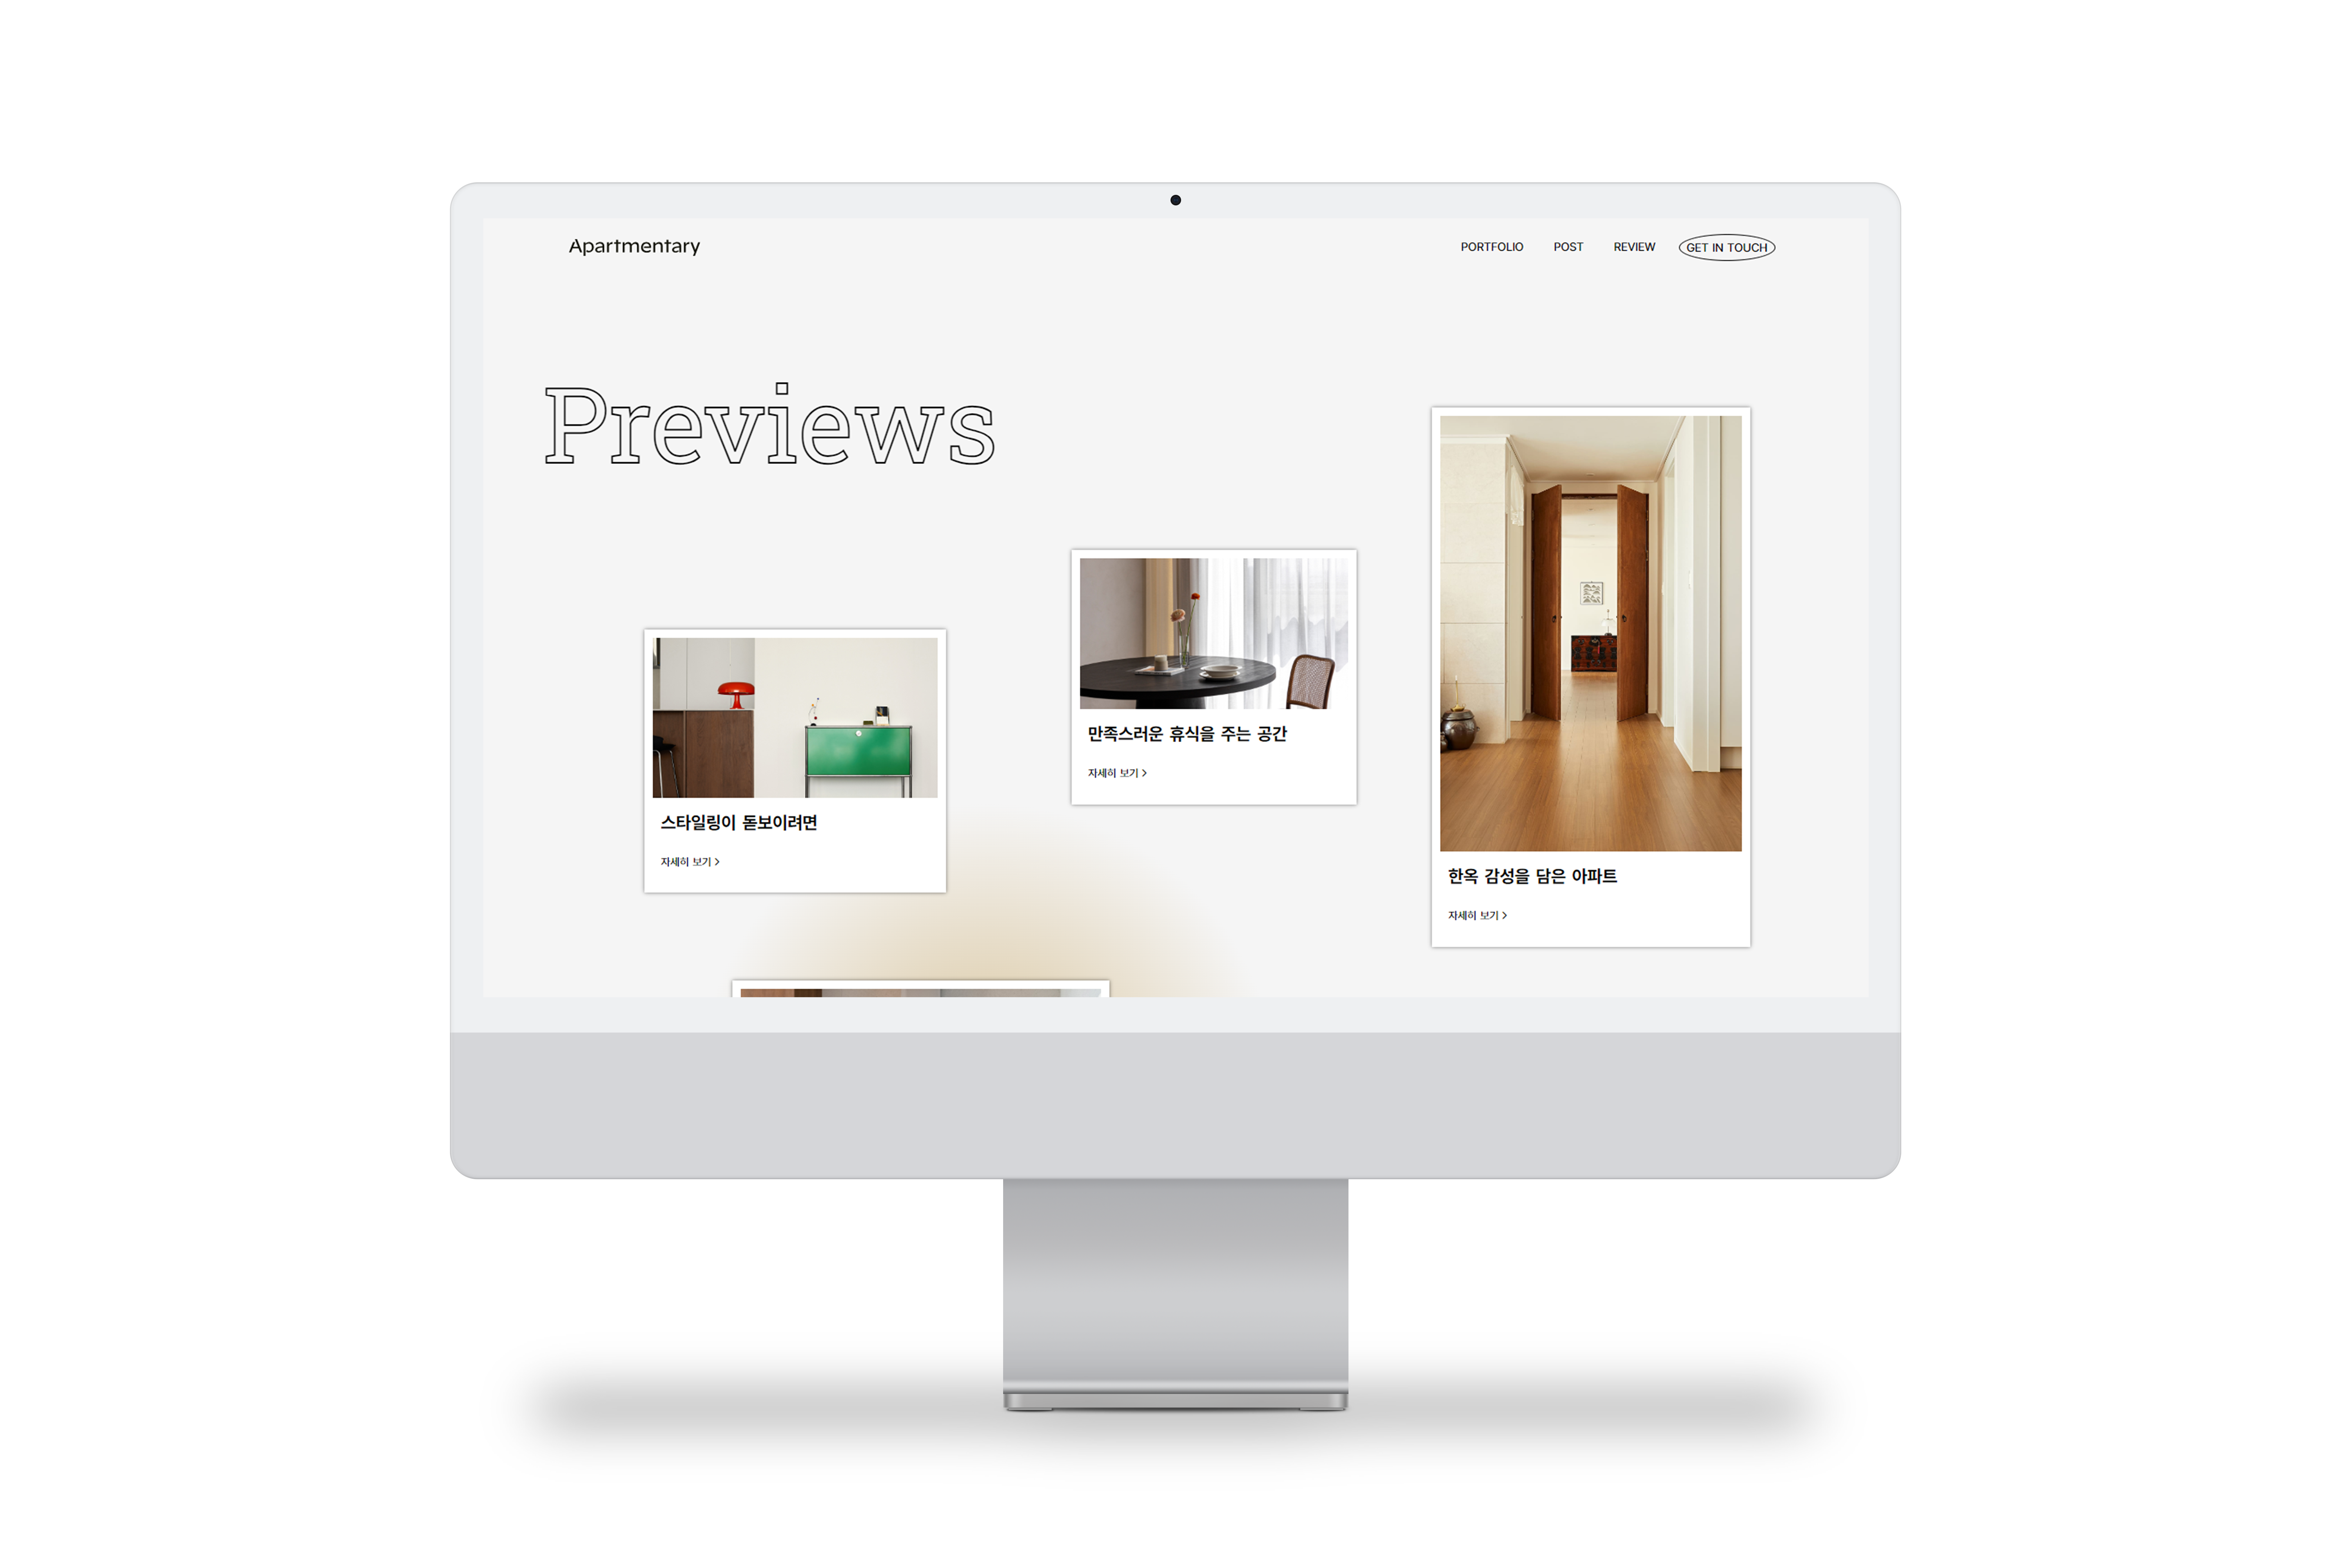 Apartmentary
PORTFOLIO
POST
REVIEW
GET IN TOUCH
Previews
스타일링이 돋보이려면
자세히 보기 >
만족스러운 휴식을 주는 공간
자세히 보기 >
한옥 감성을 담은 아파트
자세히 보기 >